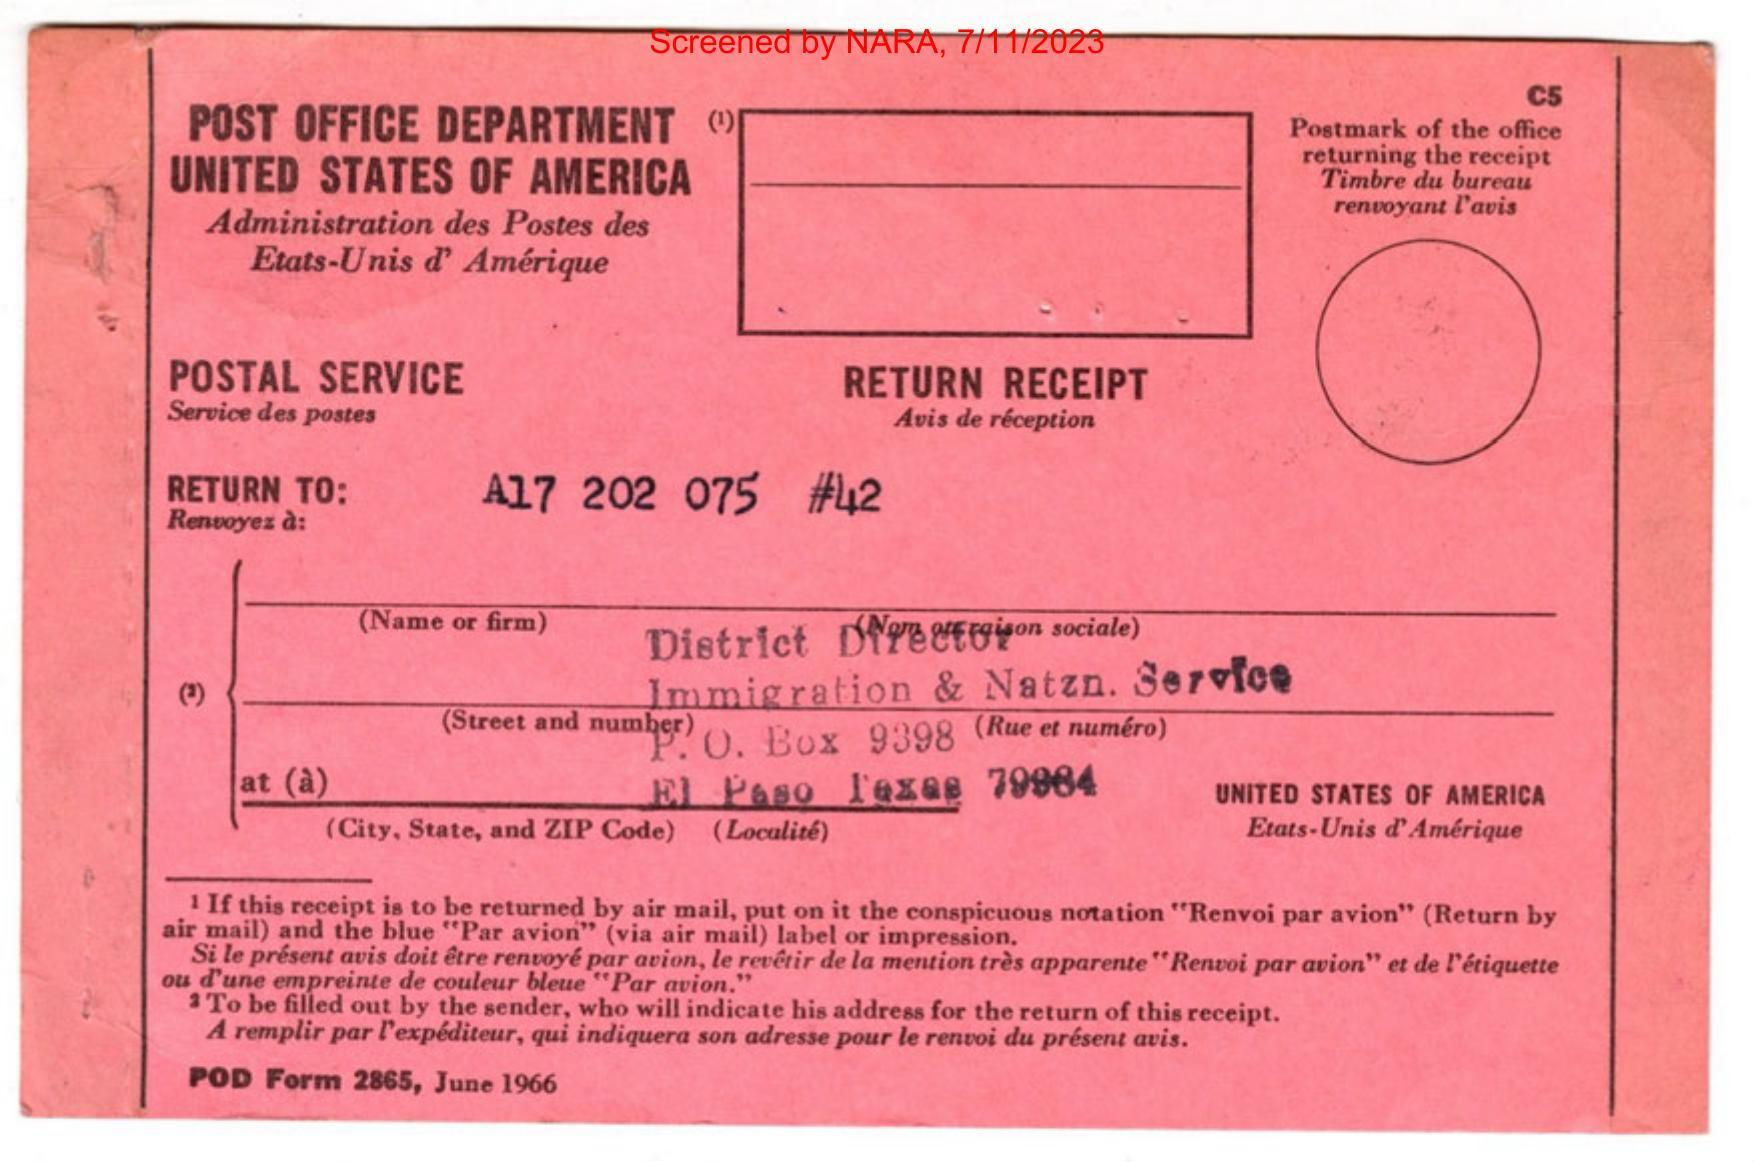 Screened by NARA, 7/11/2023
C5
POST OFFICE DEPARTMENT
UNITED STATES OF AMERICA
Administration des Postes des
Etats-Unis d' Amérique
(1)
Postmark of the office
returning the receipt
Timbre du bureau
renvoyant l'avis
POSTAL SERVICE
Service des postes
RETURN RECEIPT
Avis de réception
RETURN TO:
Renvoyez à:
A17 202 075 #42
(Name or firm) (Nom ou raison sociale)
District Director
Immigration & Natzn. Service
(2)
(Street and number) (Rue et numéro)
P. O. Box 9398
at (à)
El Paso Texas 79984
(City, State, and ZIP Code) (Localité)
UNITED STATES OF AMERICA
Etats-Unis d'Amérique
1 If this receipt is to be returned by air mail, put on it the conspicuous notation "Renvoi par avion" (Return by
air mail) and the blue "Par avion" (via air mail) label or impression.
Si le présent avis doit être renvoyé par avion, le revêtir de la mention très apparente "Renvoi par avion" et de l'étiquette
ou d'une empreinte de couleur bleue "Par avion."
2 To be filled out by the sender, who will indicate his address for the return of this receipt.
A remplir par l'expéditeur, qui indiquera son adresse pour le renvoi du présent avis.
POD Form 2865, June 1966